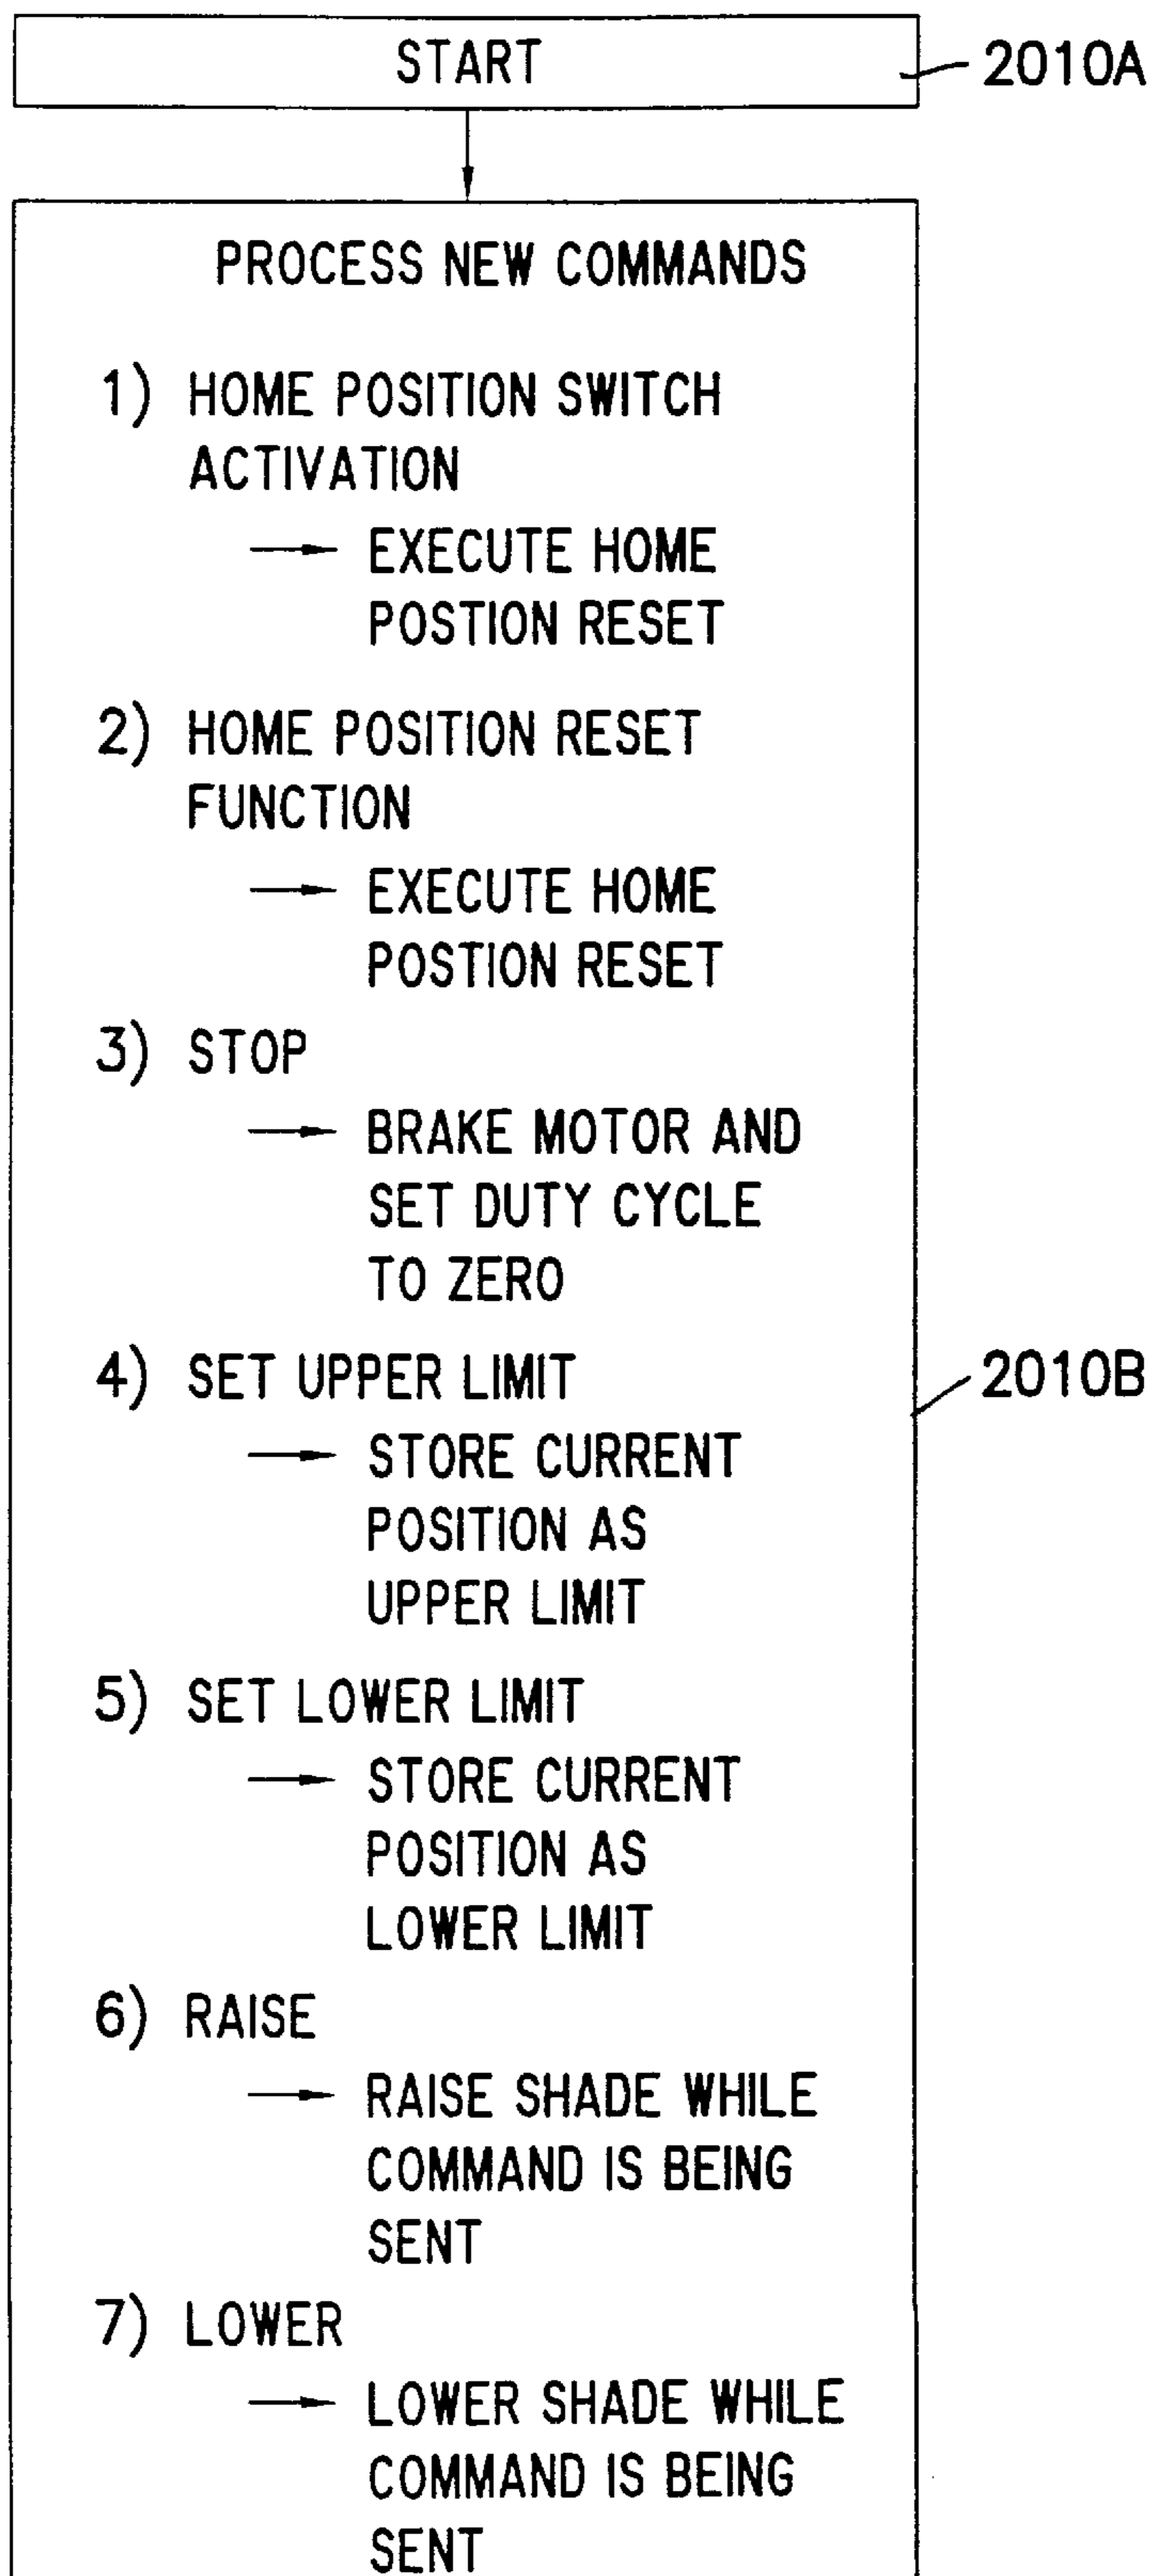 START
2010A
PROCESS NEW COMMANDS
1) HOME POSITION SWITCH
ACTIVATION
EXECUTE HOME
POSTION RESET
2) HOME POSITION RESET
FUNCTION
EXECUTE HOME
POSTION RESET
3) STOP
BRAKE MOTOR AND
SET DUTY CYCLE
TO ZERO
4) SET UPPER LIMIT
2010B
STORE CURRENT
POSITION AS
UPPER LIMIT
5) SET LOWER LIMIT
STORE CURRENT
POSITION AS
LOWER LIMIT
6) RAISE
RAISE SHADE WHILE
COMMAND IS BEING
SENT
7) LOWER
LOWER SHADE WHILE
COMMAND IS BEING
SENT